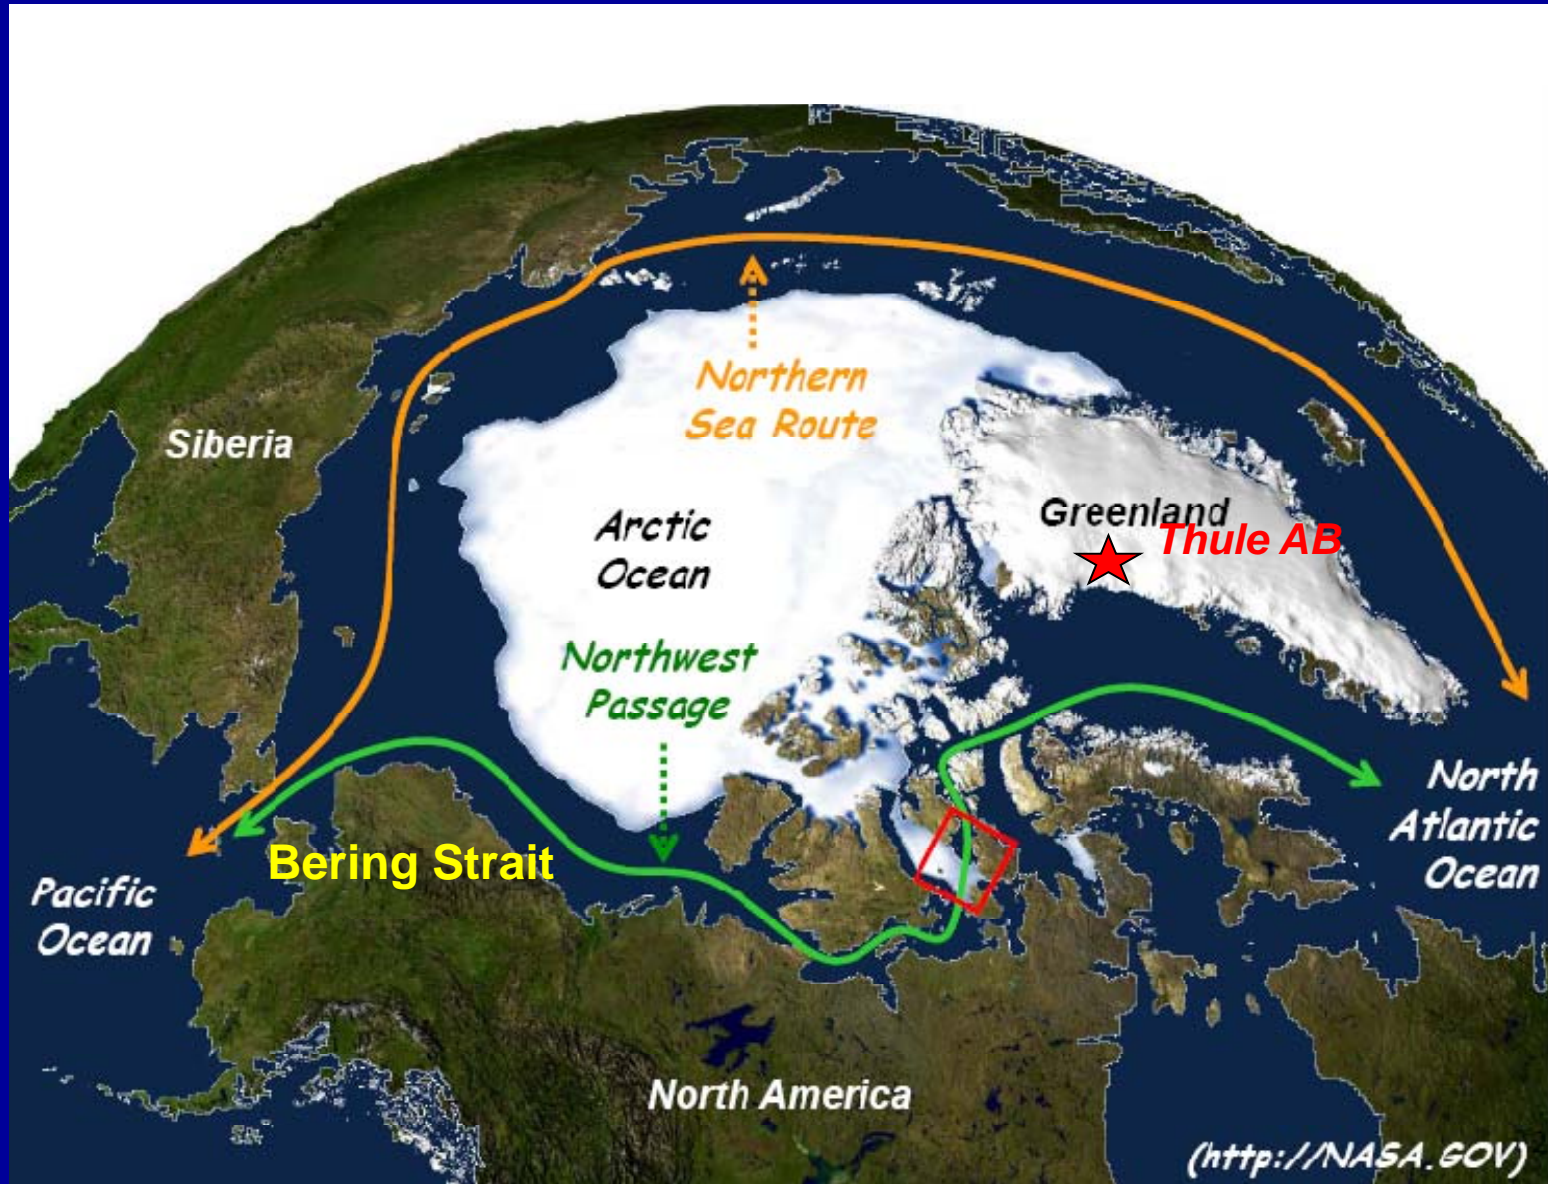 Northern
Sea Route
Siberia
Greenland
Thule AB
Arctic
Ocean
Northwest
Passage
North
Atlantic
Ocean
Bering Strait
Pacific
Ocean
North America
(http://NASA.GOV)